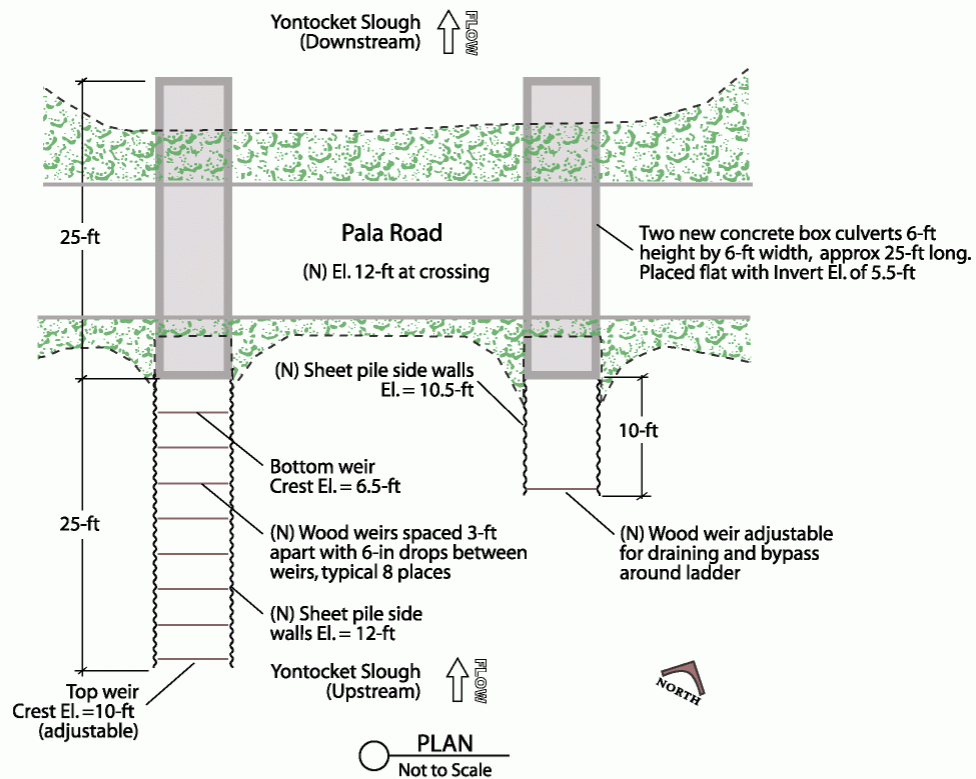 Yontocket Slough
(Downstream)
FLOW
25-ft
Pala Road
(N) El. 12-ft at crossing
Two new concrete box culverts 6-ft
height by 6-ft width, approx 25-ft long.
Placed flat with Invert El. of 5.5-ft
(N) Sheet pile side walls
El. = 10.5-ft
10-ft
Bottom weir
Crest El. = 6.5-ft
25-ft
(N) Wood weirs spaced 3-ft
apart with 6-in drops between
weirs, typical 8 places
(N) Wood weir adjustable
for draining and bypass
around ladder
(N) Sheet pile side
walls El. = 12-ft
Yontocket Slough
(Upstream)
FLOW
NORTH
Top weir
Crest El. =10-ft
(adjustable)
PLAN
Not to Scale